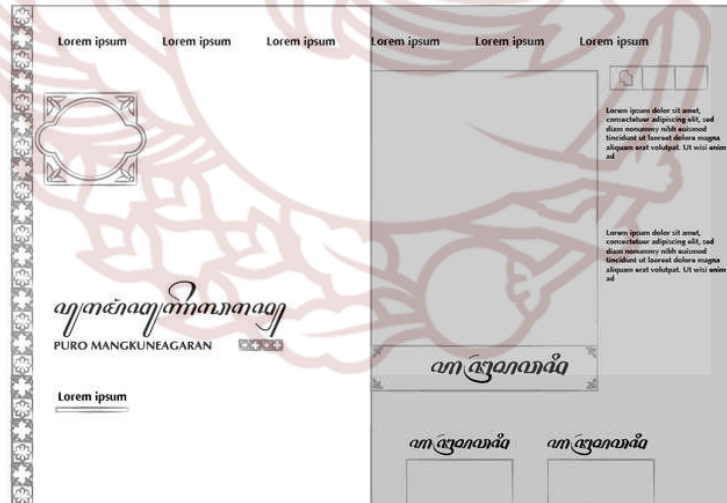 Lorem ipsum Lorem ipsum Lorem ipsum Lorem ipsum Lorem ipsum Lorem ipsum
Lorem ipsum dolor sit amet,
consectetuer adipiscing elit, sed
diam nonummy nibh euismod
tincidunt ut laoreet dolore magna
aliquam erat volutpat. Ut wisi enim
ad
Lorem ipsum dolor sit amet,
consectetuer adipiscing elit, sed
diam nonummy nibh euismod
tincidunt ut laoreet dolore magna
aliquam erat volutpat. Ut wisi enim
ad
PURO MANGKUNEAGARAN
Lorem ipsum